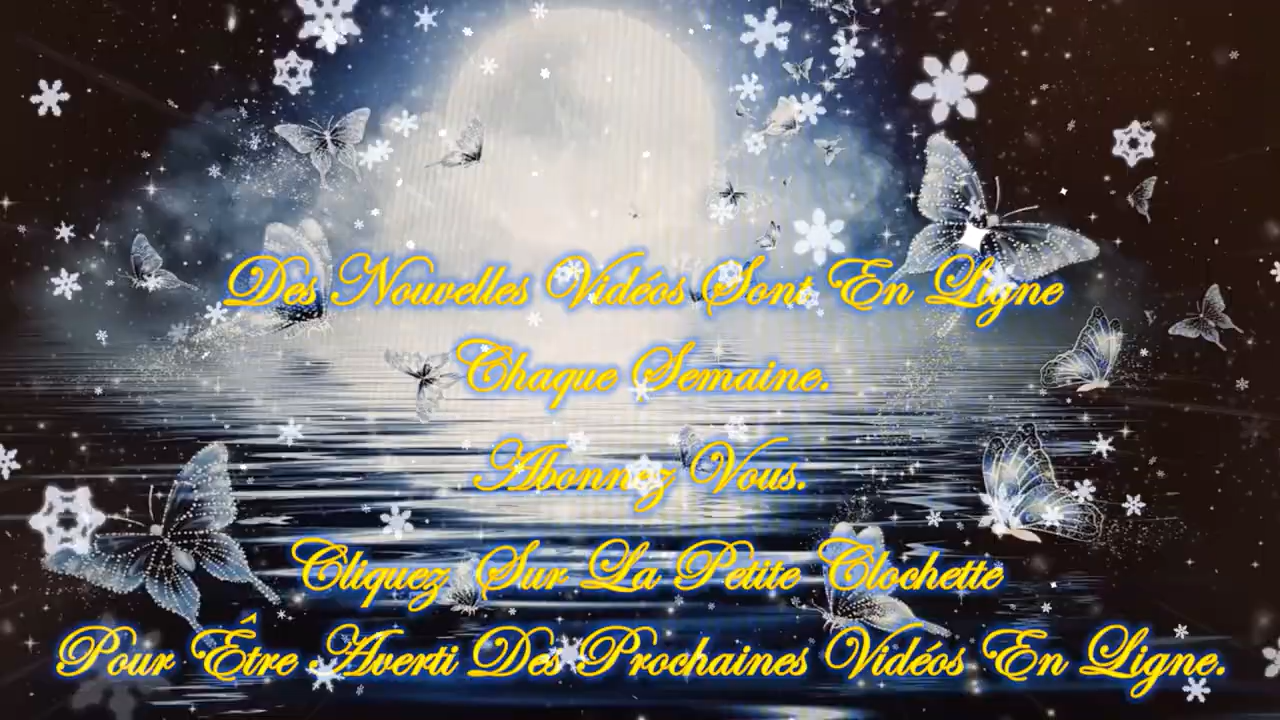 Des Nouvelles Vidéos Sont En Ligne
Chaque Semaine.
Abonnez Vous.
Cliquez Sur La Petite Clochette
Pour Être Averti Des Prochaines Vidéos En Ligne.